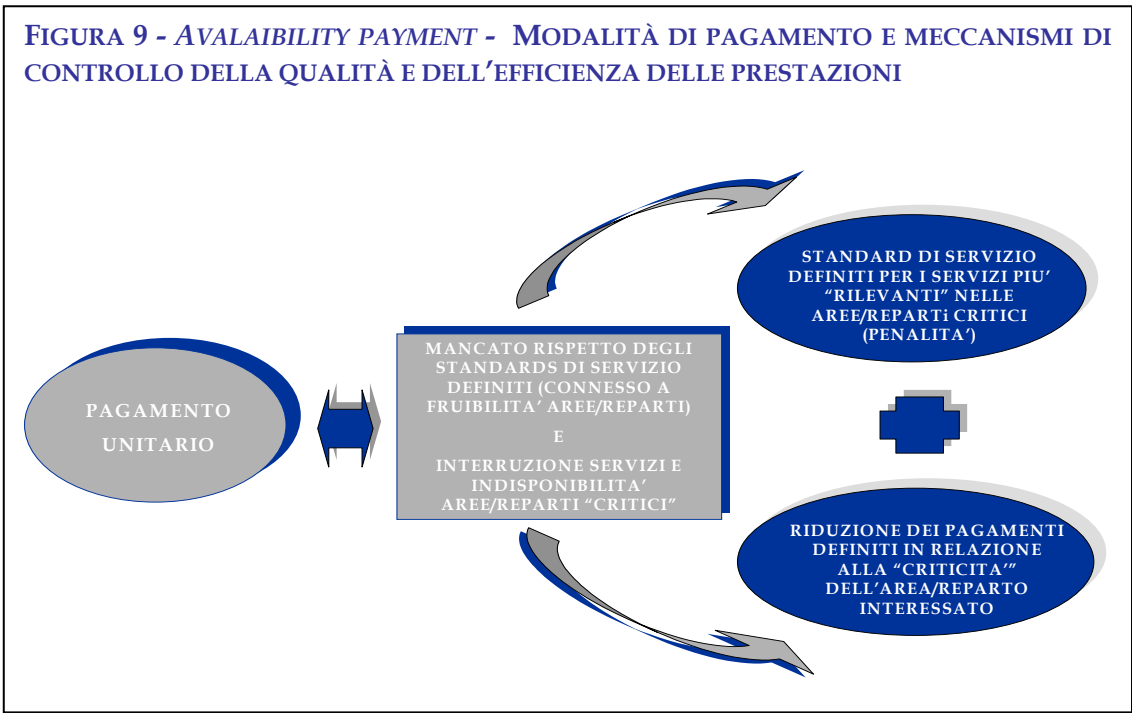 FIGURA 9 - AVALAIBILITY PAYMENT - MODALITÀ DI PAGAMENTO E MECCANISMI DI
CONTROLLO DELLA QUALITÀ E DELL'EFFICIENZA DELLE PRESTAZIONI
PAGAMENTO
UNITARIO
MANCATO RISPETTO DEGLI
STANDARDS DI SERVIZIO
DEFINITI (CONNESSO A
FRUIBILITA' AREE/REPARTI)
E
INTERRUZIONE SERVIZI E
INDISPONIBILITA'
AREE/REPARTI "CRITICI"
STANDARD DI SERVIZIO
DEFINITI PER I SERVIZI PIU'
"RILEVANTI" NELLE
AREE/REPARTi CRITICI
(PENALITA')
RIDUZIONE DEI PAGAMENTI
DEFINITI IN RELAZIONE
ALLA "CRITICITA'"
DELL'AREA/REPARTO
INTERESSATO